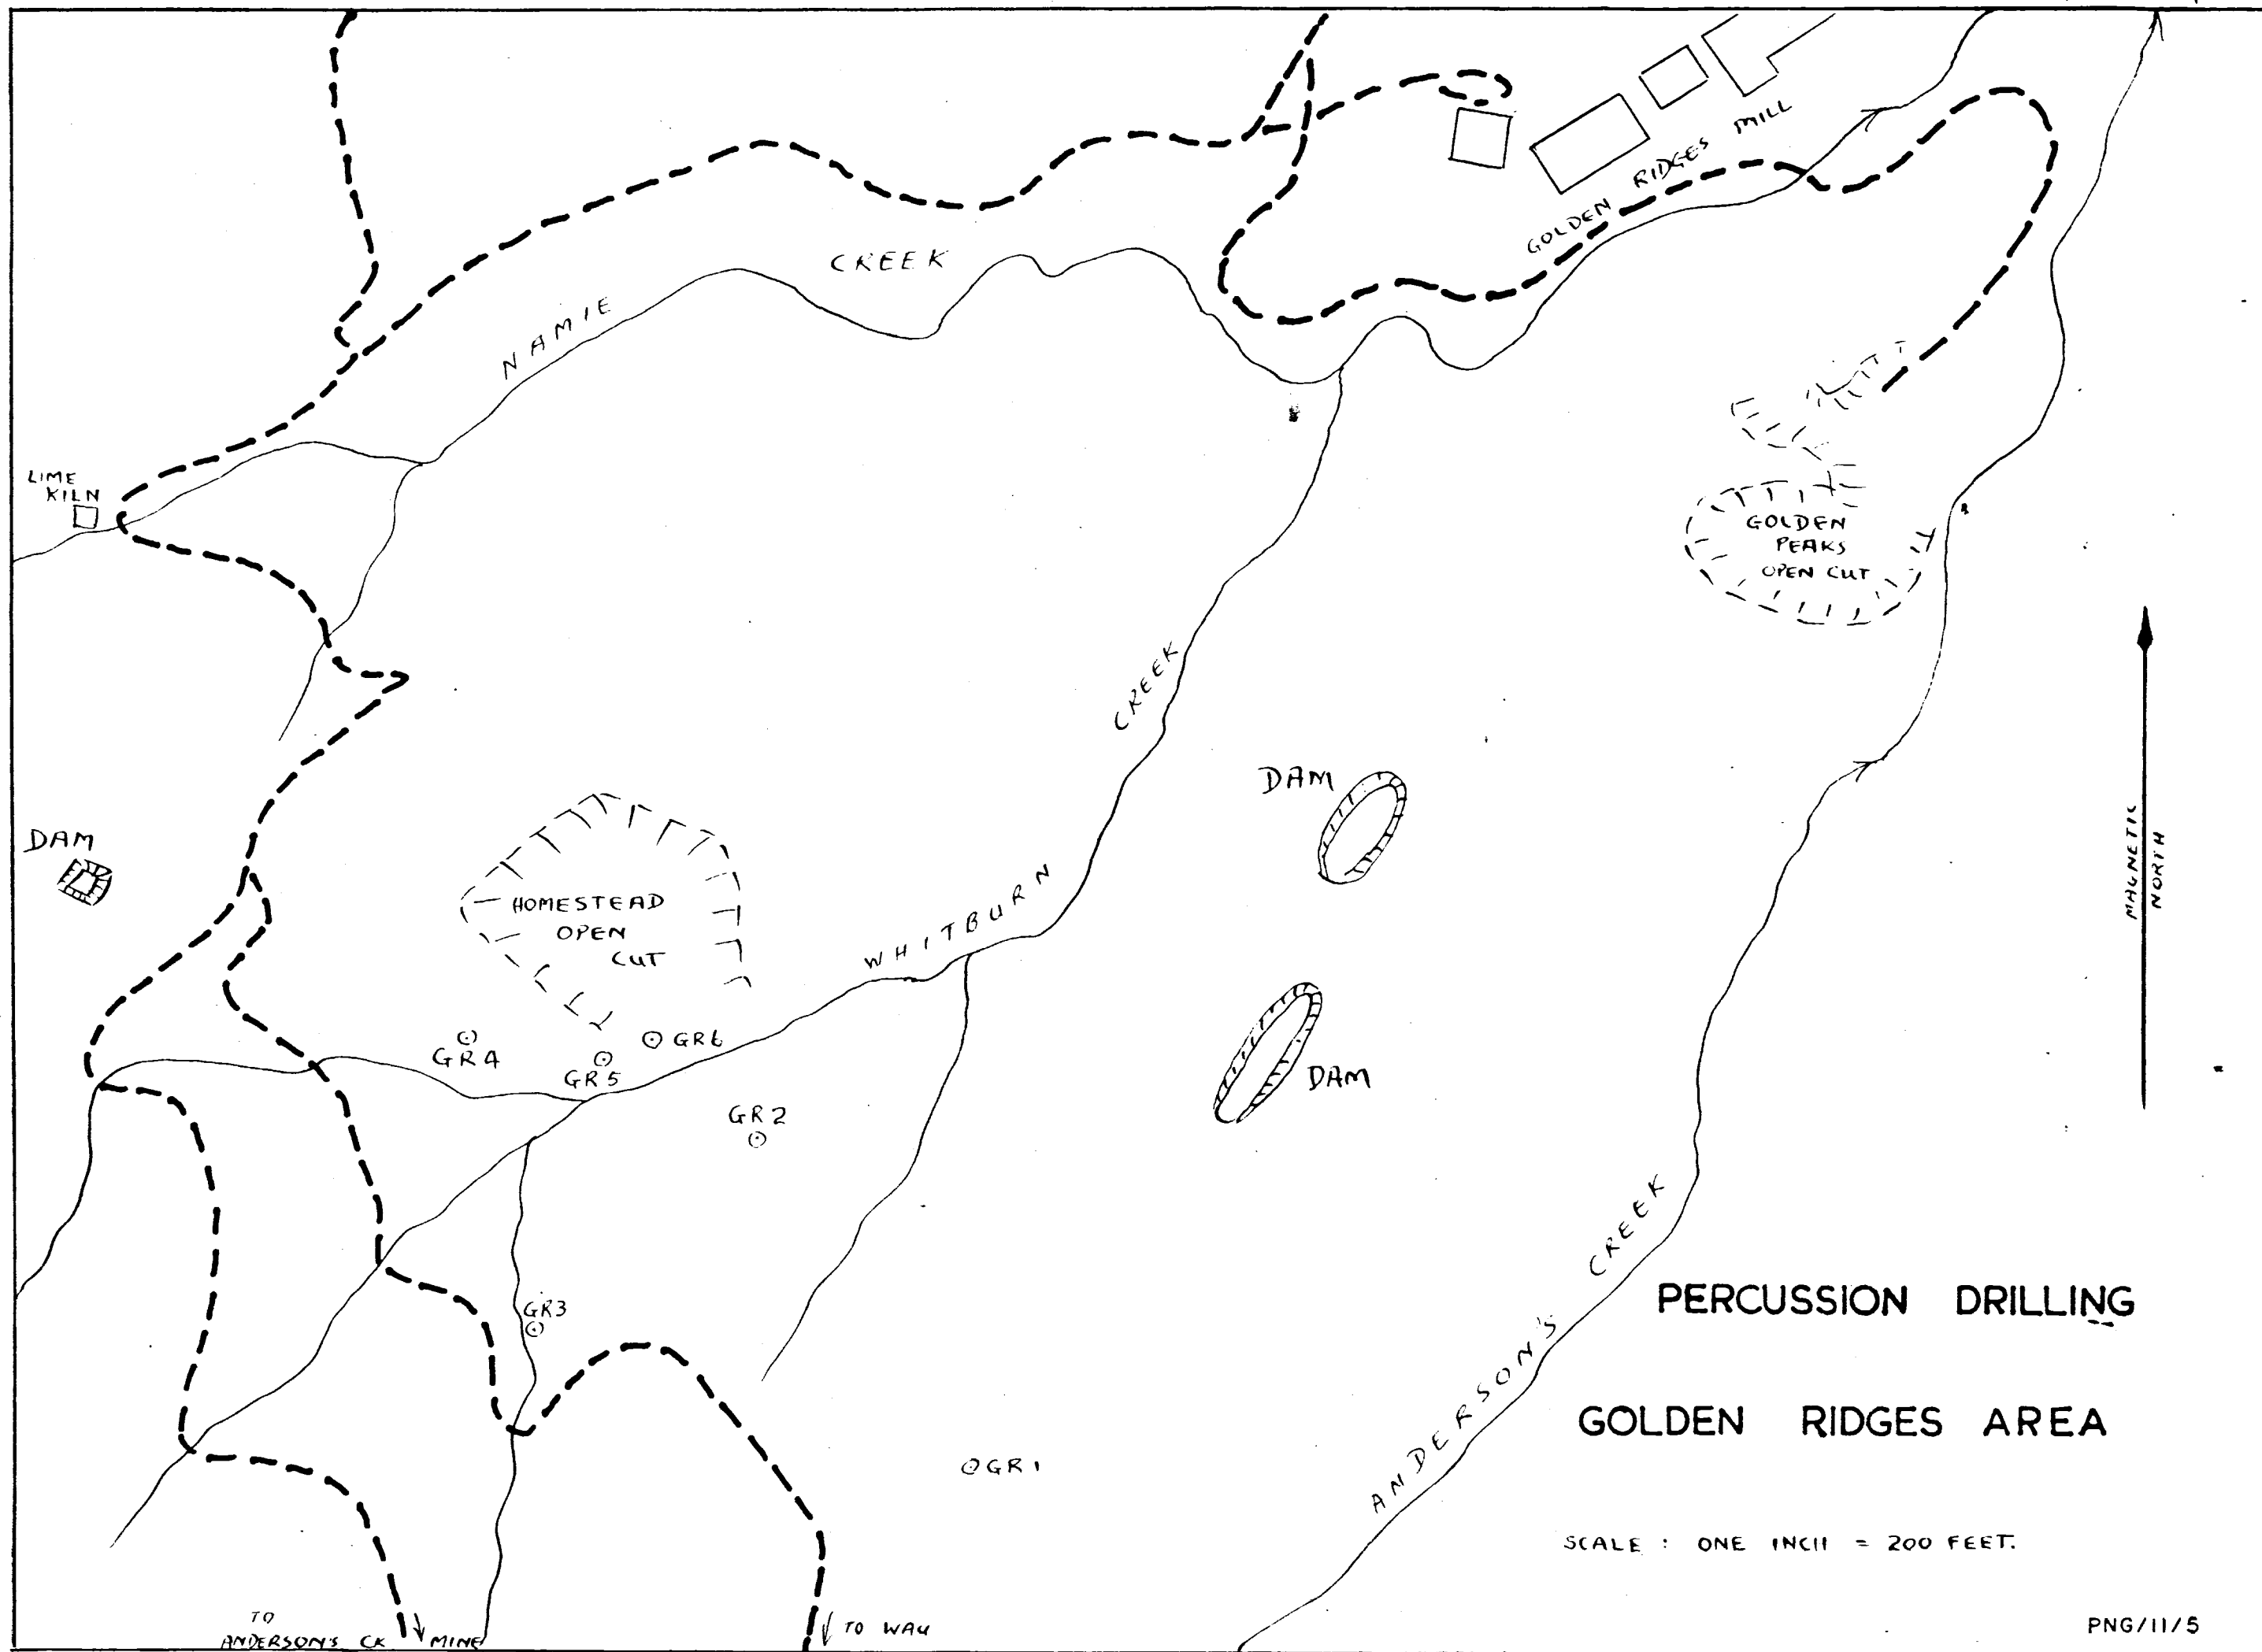 GOLDEN RIDGES MILL
CREEK
NAMIE
LIME
KILN
GOLDEN
PEAKS
OPEN CUT
CREEK
DAM
DAM
HOMESTEAD
OPEN
CUT
WHITBURN
MAGNETIC
NORTH
GR4
GR6
GR5
DAM
GR2
CREEK
GR3
ANDERSON'S
PERCUSSION DRILLING
GOLDEN RIDGES AREA
GR1
SCALE : ONE INCH = 200 FEET.
TO
ANDERSON'S CK MINE
TO WAU
PNG/11/5